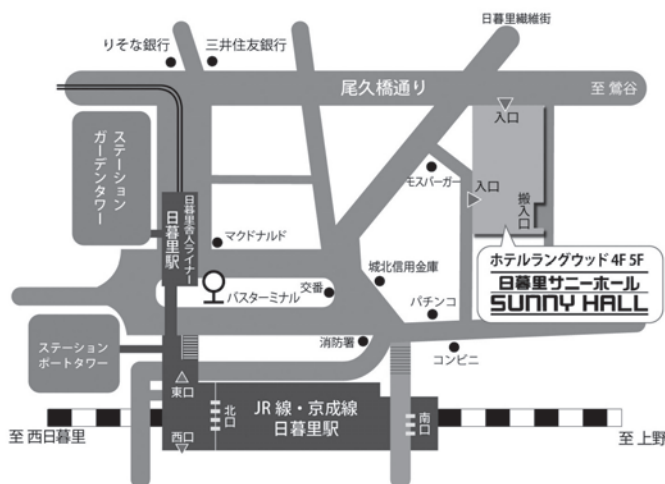 日暮里繊維街
りそな銀行
三井住友銀行
尾久橋通り
至 鶯谷
入口
ステーション
ガーデンタワー
モスバーガー
入口
搬入口
日暮里舎人ライナー
日暮里駅
マクドナルド
ホテルラングウッド 4F 5F
日暮里サニーホール
SUNNY HALL
城北信用金庫
交番
バスターミナル
パチンコ
ステーション
ポートタワー
消防署
コンビニ
東口
北口
JR 線・京成線
日暮里駅
南口
西口
至 西日暮里
至 上野